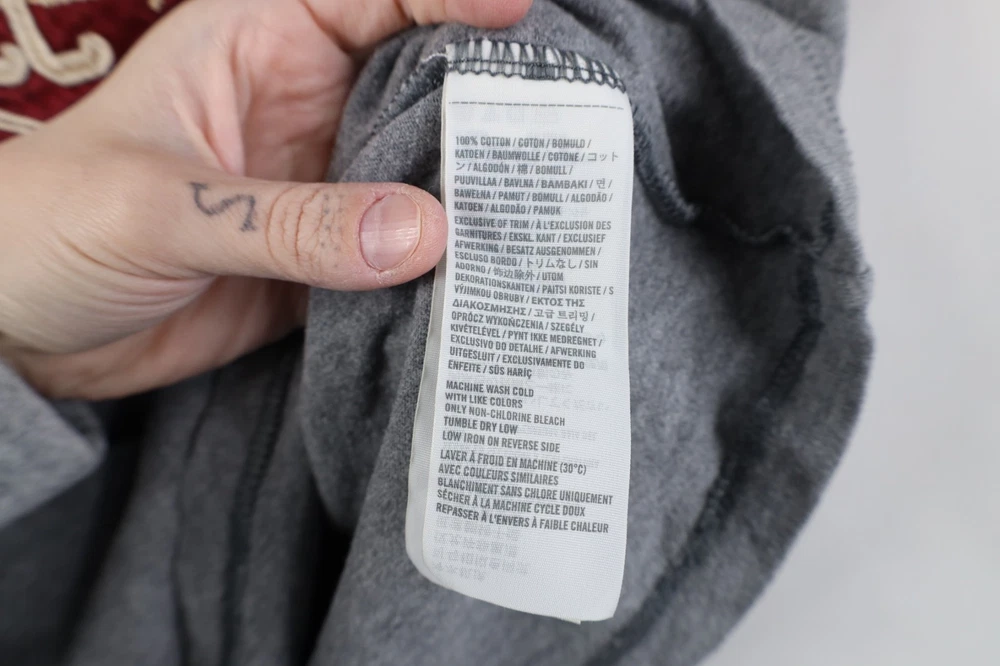 100% COTTON / COTON / BOMULD /
KATOEN / BAUMWOLLE / COTONE / コット
ン / ALGODÓN / 棉 / BOMULL /
PUUVILLAA / BAVLNA / ΒΑΜΒΑΚΙ / 면 /
BAWEŁNA / PAMUT / BOMULL / ALGODÃO /
KATOEN / ALGODÃO / PAMUK
EXCLUSIVE OF TRIM / À L'EXCLUSION DES
GARNITURES / EKSKL. KANT / EXCLUSIEF
AFWERKING / BESATZ AUSGENOMMEN /
ESCLUSO BORDO / トリムなし / SIN
ADORNO / 饰边除外 / UTOM
DEKORATIONSKANTEN / PAITSI KORISTE / S
VÝJIMKOU OBRUBY / ΕΚΤΟΣ ΤΗΣ
ΔΙΑΚΟΣΜΗΣΗΣ / 고급 트리밍 /
OPRÓCZ WYKOŃCZENIA / SZEGÉLY
KIVÉTELÉVEL / PYNT IKKE MEDREGNET /
EXCLUSIVO DO DETALHE / AFWERKING
UITGESLUIT / EXCLUSIVAMENTE DO
ENFEITE / SÜS HARİÇ
MACHINE WASH COLD
WITH LIKE COLORS
ONLY NON-CHLORINE BLEACH
TUMBLE DRY LOW
LOW IRON ON REVERSE SIDE
LAVER À FROID EN MACHINE (30°C)
AVEC COULEURS SIMILAIRES
BLANCHIMENT SANS CHLORE UNIQUEMENT
SÉCHER À LA MACHINE CYCLE DOUX
REPASSER À L'ENVERS À FAIBLE CHALEUR